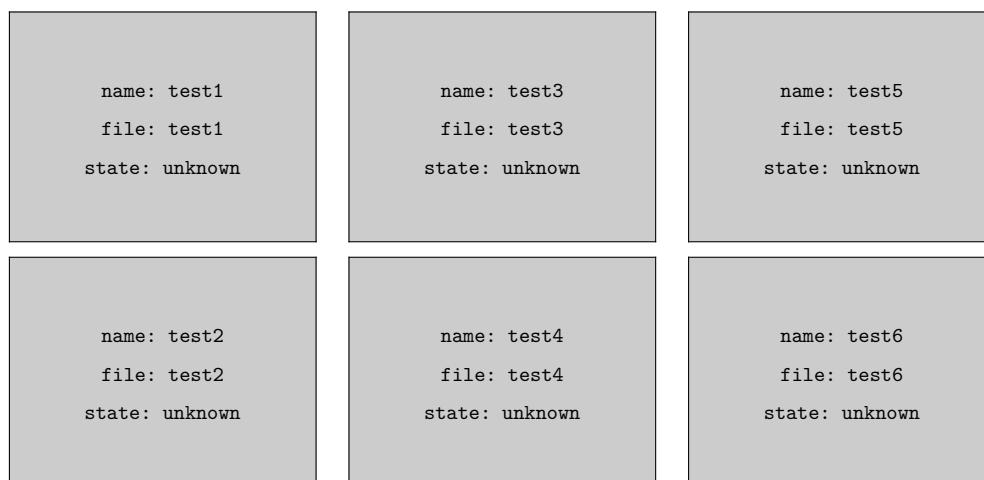 name: test1
file: test1
state: unknown
name: test3
file: test3
state: unknown
name: test5
file: test5
state: unknown
name: test2
file: test2
state: unknown
name: test4
file: test4
state: unknown
name: test6
file: test6
state: unknown